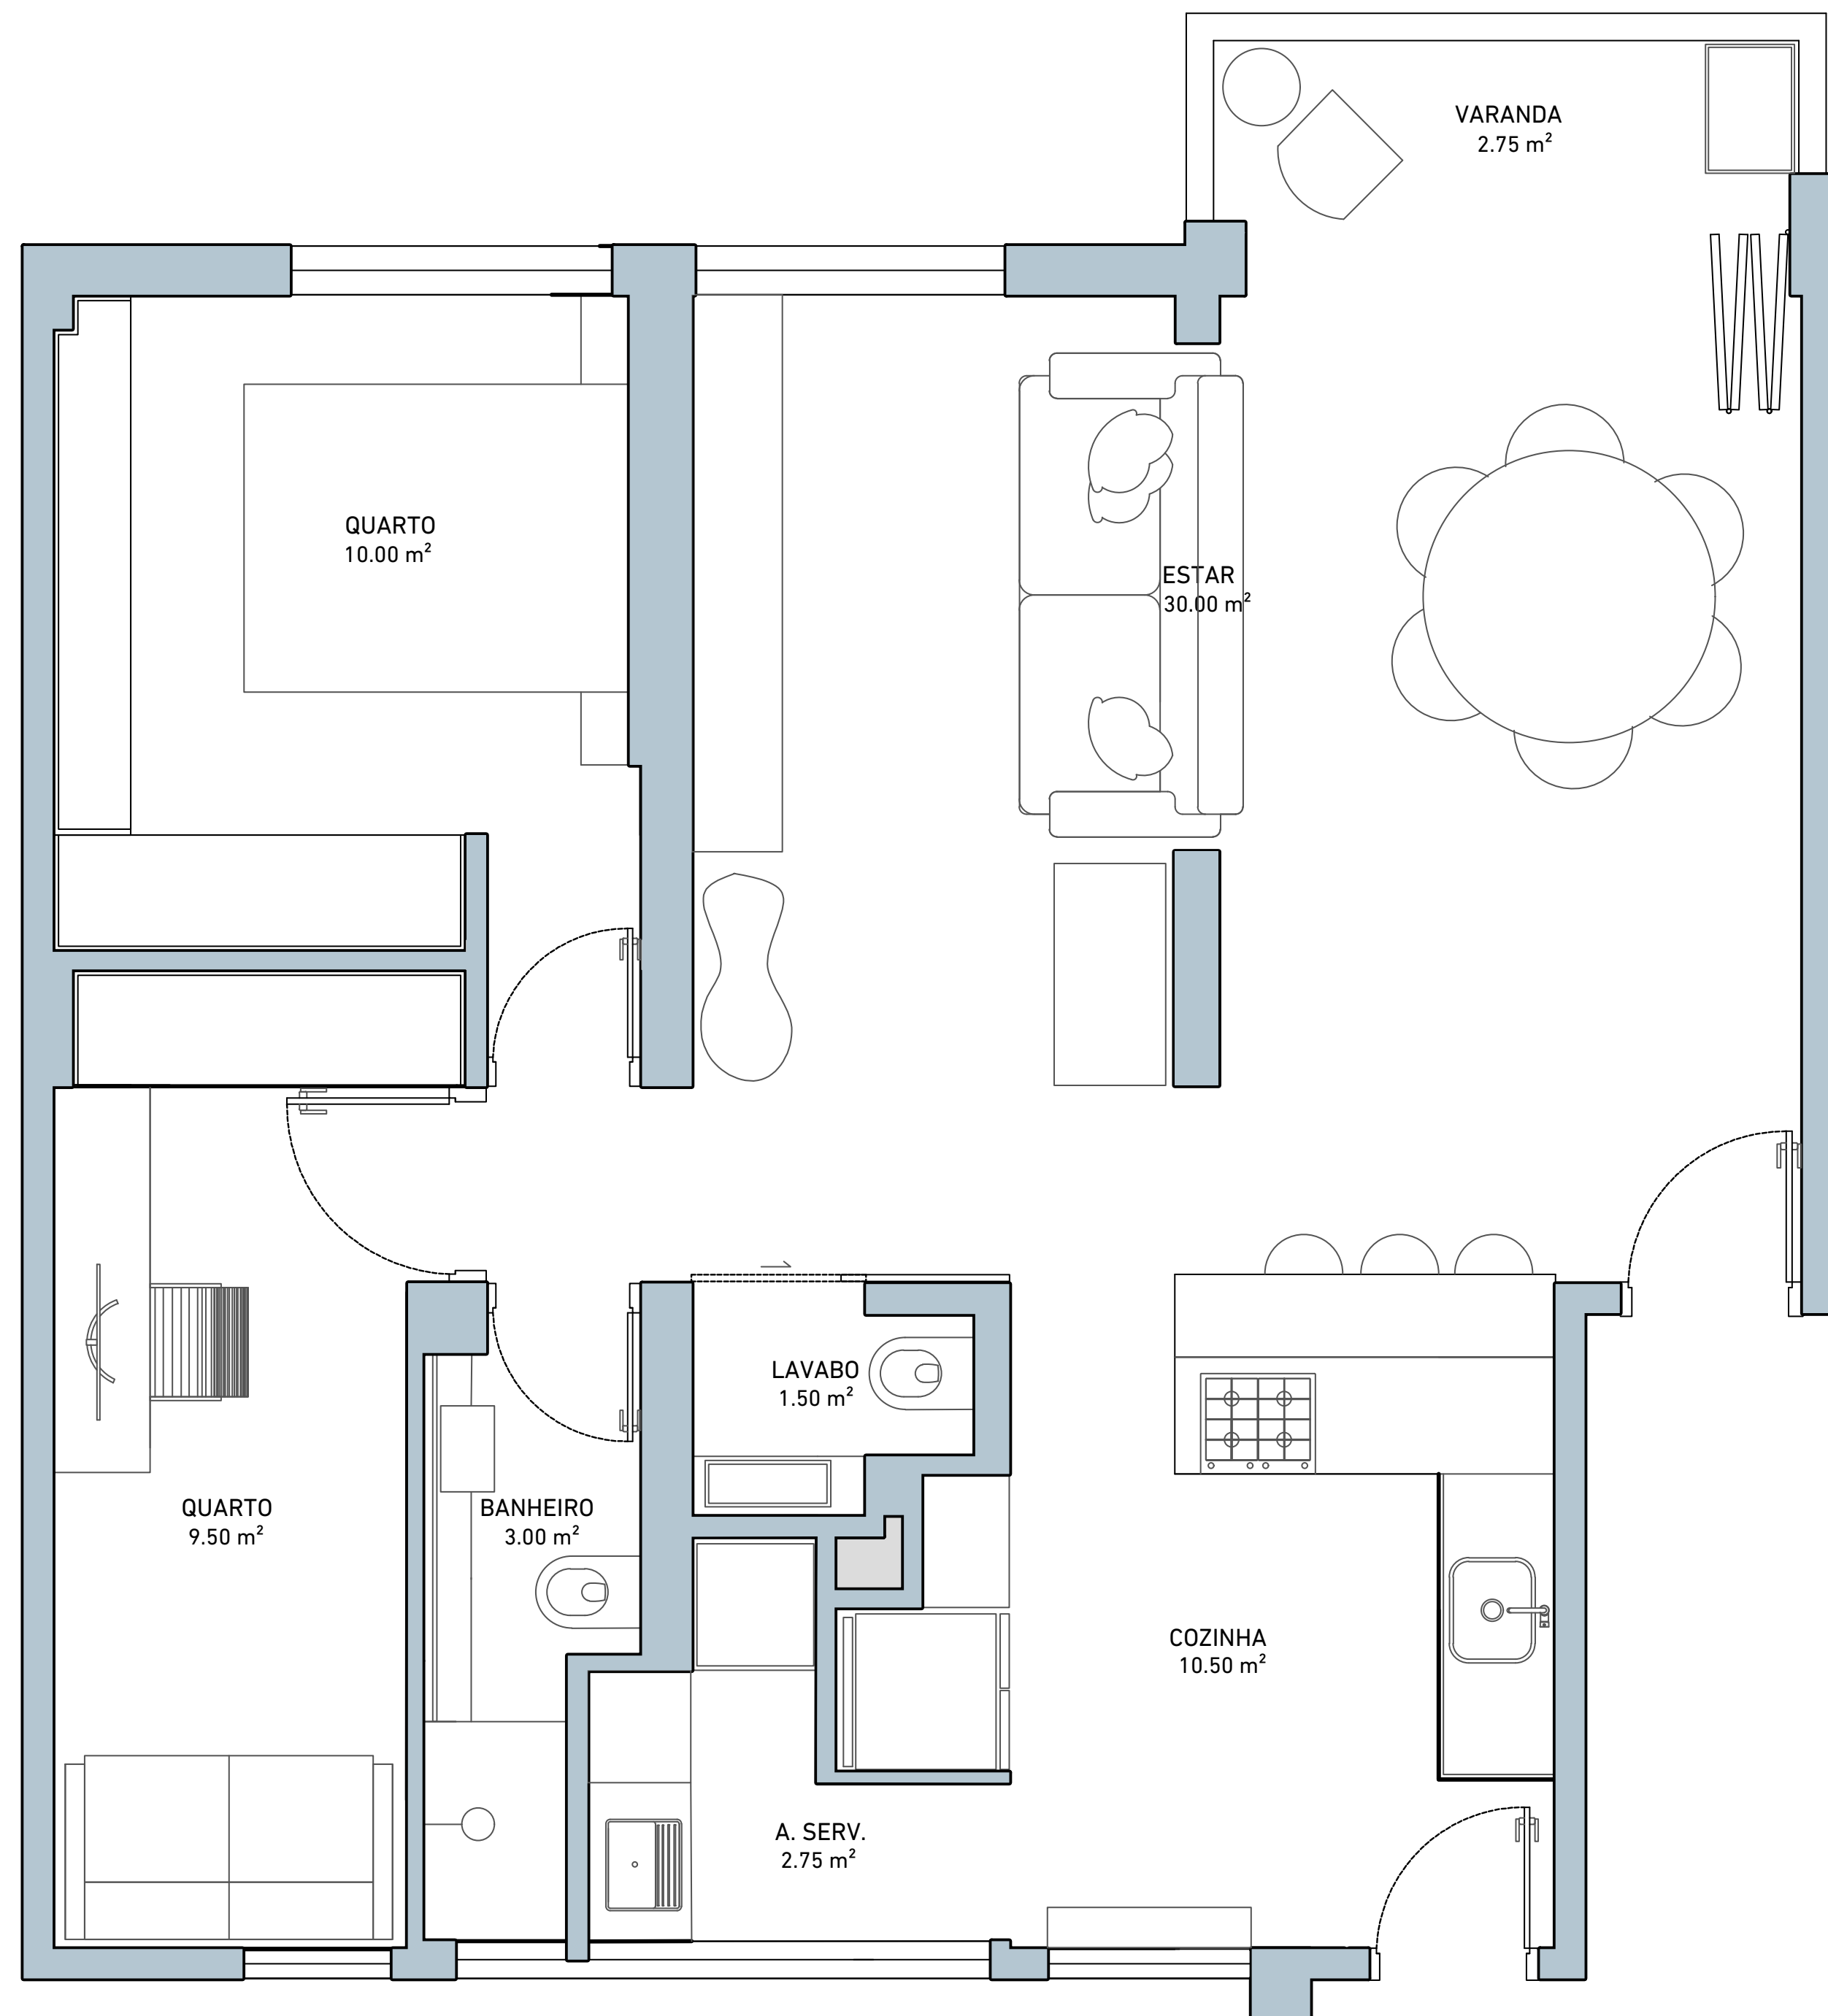 VARANDA
2.75 m²
QUARTO
10.00 m²
ESTAR
30.00 m²
LAVABO
1.50 m²
QUARTO
9.50 m²
BANHEIRO
3.00 m²
COZINHA
10.50 m²
A. SERV.
2.75 m²